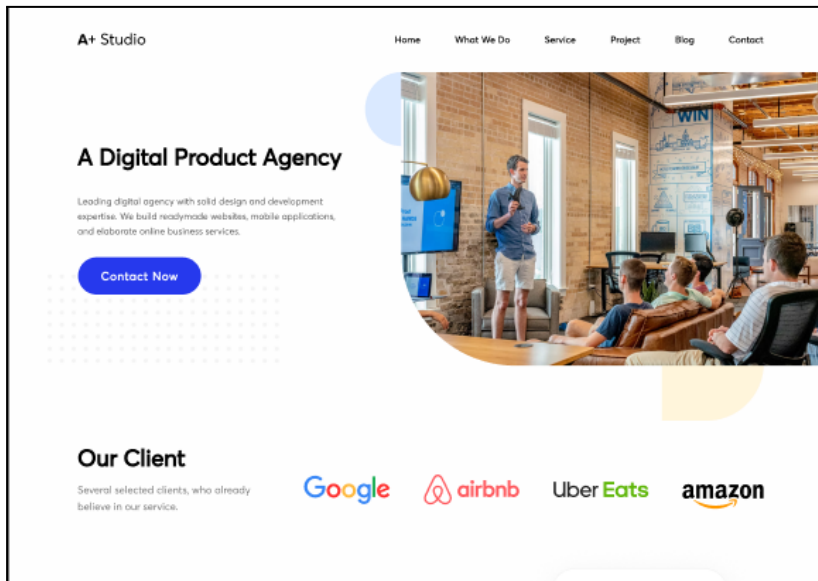 A+ Studio
Home What We Do Service Project Blog Contact
WIN
A Digital Product Agency
Leading digital agency with solid design and development
expertise. We build readymade websites, mobile applications,
and elaborate online business services.
Contact Now
Our Client
Several selected clients, who already
believe in our service.
Google airbnb Uber Eats amazon